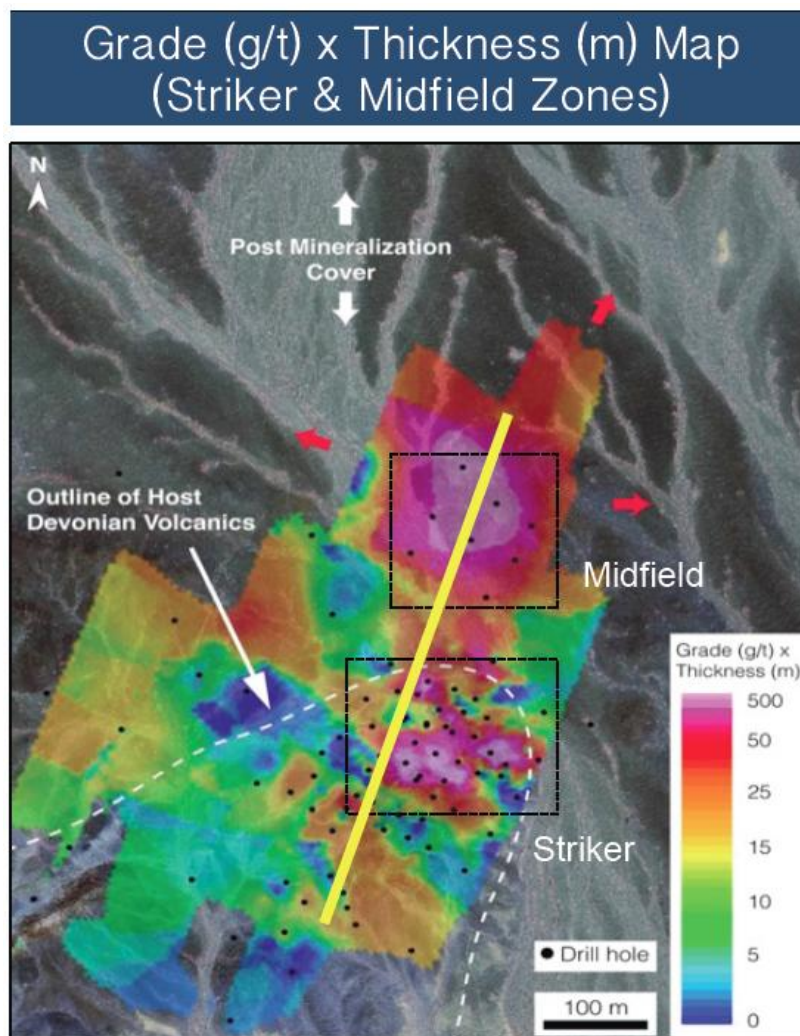 Grade (g/t) x Thickness (m) Map
(Striker & Midfield Zones)
N
Post Mineralization
Cover
Outline of Host
Devonian Volcanics
Midfield
Striker
Grade (g/t) x
Thickness (m)
500
50
25
15
10
5
0
Drill hole
100 m